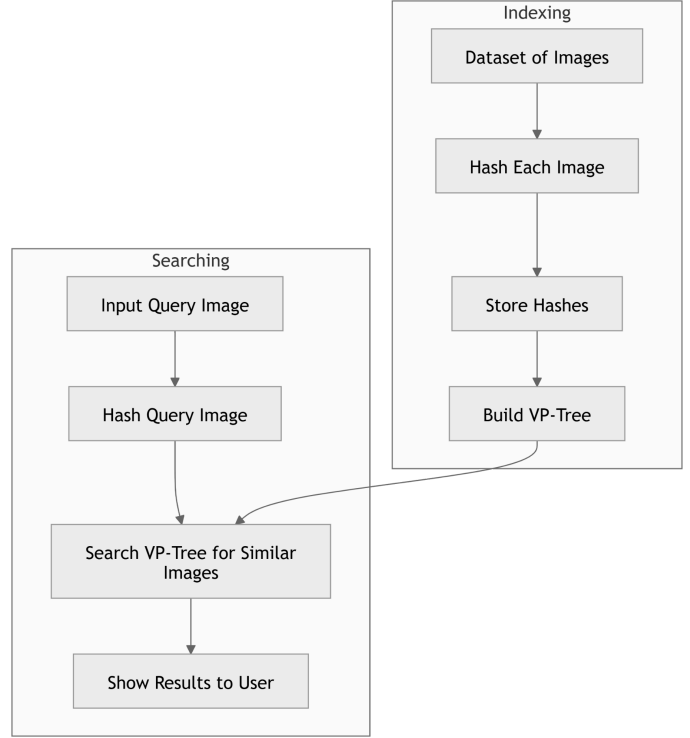 Indexing
Dataset of Images
Hash Each Image
Store Hashes
Build VP-Tree
Searching
Input Query Image
Hash Query Image
Search VP-Tree for Similar
Images
Show Results to User